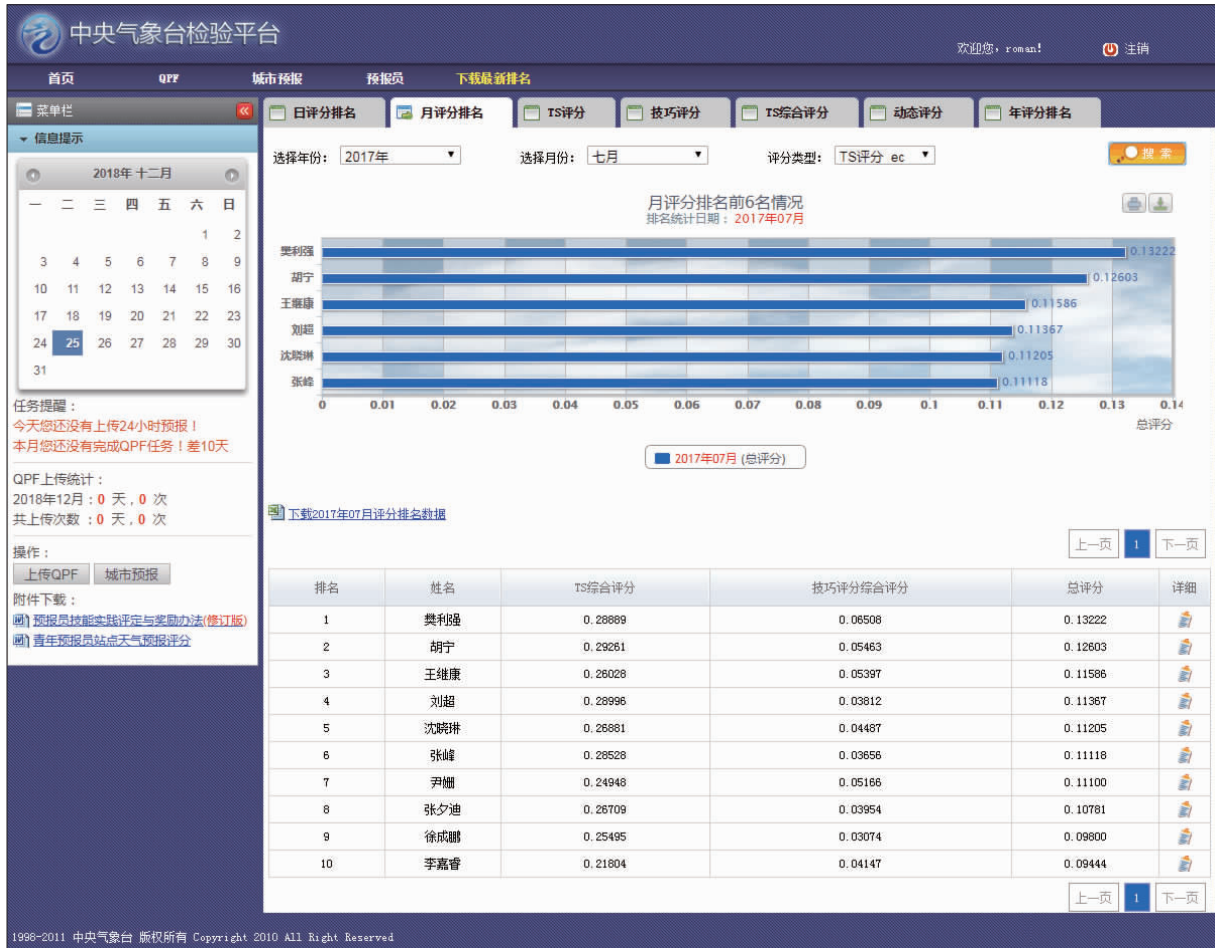 中央气象台检验平台
欢迎您，roman!
注销
首页 QPF 城市预报 预报员 下载最新排名
菜单栏
信息提示
2018年 十二月
一 二 三 四 五 六 日
1 2
3 4 5 6 7 8 9
10 11 12 13 14 15 16
17 18 19 20 21 22 23
24 25 26 27 28 29 30
31
任务提醒：
今天您还没有上传24小时预报！
本月您还没有完成QPF任务！差10天
QPF上传统计：
2018年12月：0 天，0 次
共上传次数 ：0 天，0 次
操作：
上传QPF 城市预报
附件下载：
预报员技能实践评定与奖励办法(修订版)
青年预报员站点天气预报评分
日评分排名 月评分排名 TS评分 技巧评分 TS综合评分 动态评分 年评分排名
选择年份： 2017年 选择月份： 七月 评分类型： TS评分 ec 搜索
月评分排名前6名情况
排名统计日期：2017年07月
樊利强 0.13222
胡宁 0.12603
王继康 0.11586
刘超 0.11367
沈晓琳 0.11205
张峰 0.11118
0 0.01 0.02 0.03 0.04 0.05 0.06 0.07 0.08 0.09 0.1 0.11 0.12 0.13 0.14
总评分
2017年07月 (总评分)
下载2017年07月评分排名数据
上一页 1 下一页
排名 姓名 TS综合评分 技巧评分综合评分 总评分 详细
1 樊利强 0.28889 0.06508 0.13222
2 胡宁 0.29261 0.05463 0.12603
3 王继康 0.26028 0.05397 0.11586
4 刘超 0.28996 0.03812 0.11367
5 沈晓琳 0.26881 0.04487 0.11205
6 张峰 0.28528 0.03656 0.11118
7 尹姗 0.24948 0.05166 0.11100
8 张夕迪 0.26709 0.03954 0.10781
9 徐成鹏 0.25495 0.03074 0.09800
10 李嘉睿 0.21804 0.04147 0.09444
上一页 1 下一页
1998-2011 中央气象台 版权所有 Copyright 2010 All Right Reserved